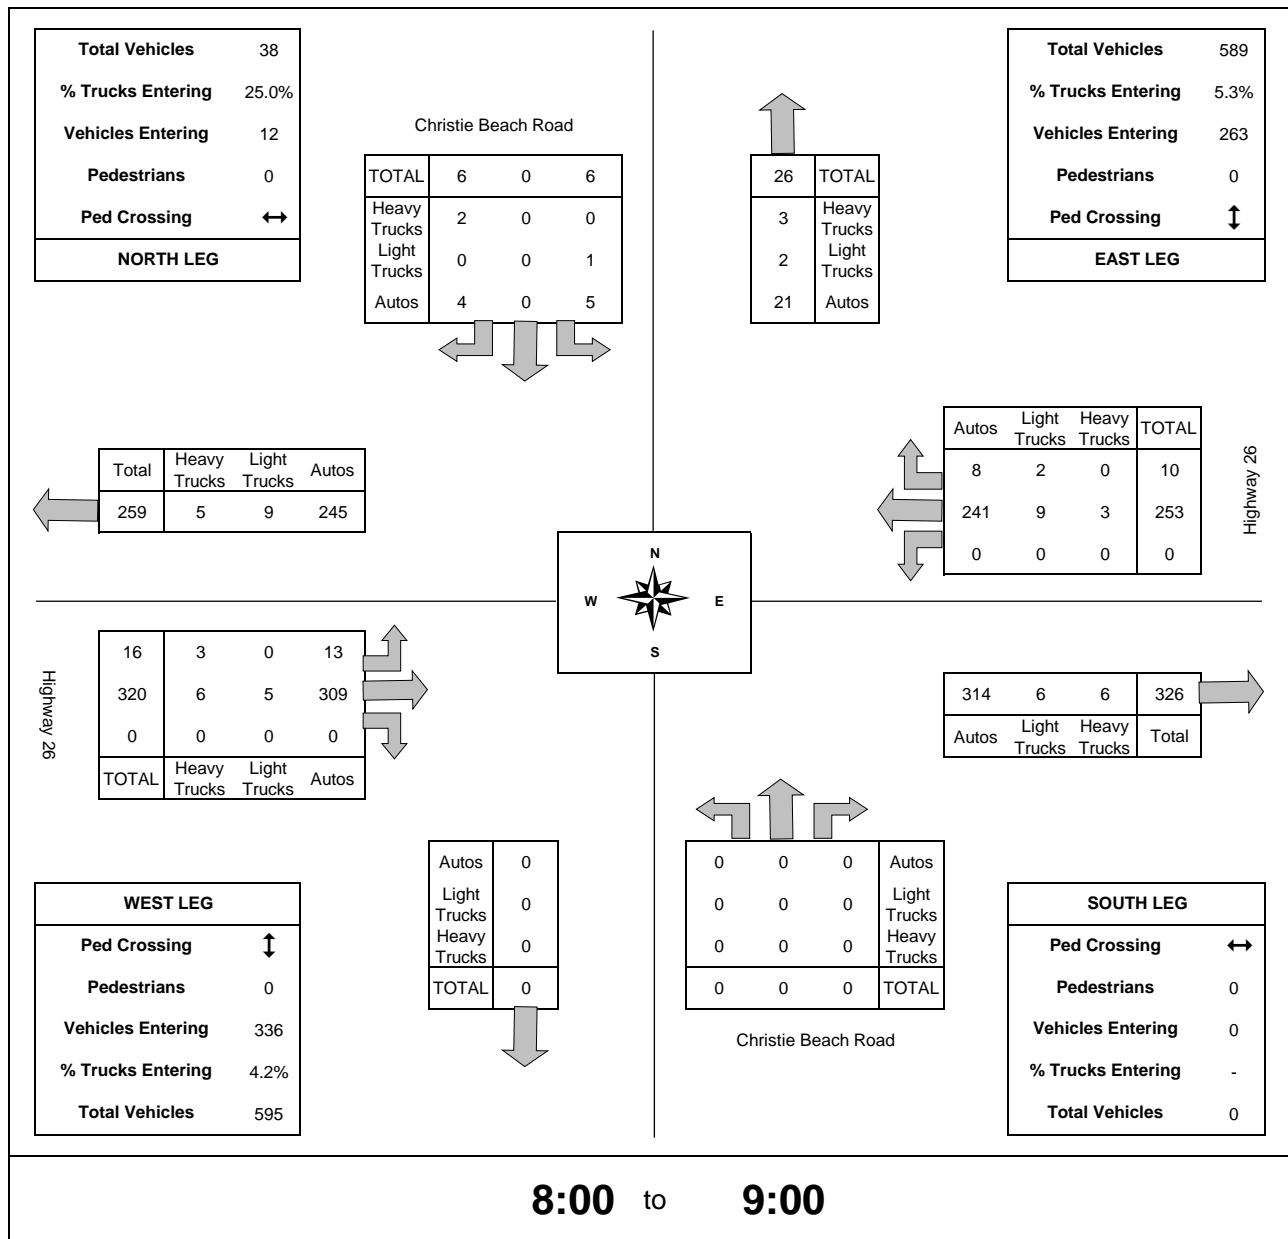 Total Vehicles 38
% Trucks Entering 25.0%
Vehicles Entering 12
Pedestrians 0
Ped Crossing ↔
NORTH LEG
Christie Beach Road
TOTAL 6 0 6
Heavy Trucks 2 0 0
Light Trucks 0 0 1
Autos 4 0 5
26 TOTAL
3 Heavy Trucks
2 Light Trucks
21 Autos
Total Vehicles 589
% Trucks Entering 5.3%
Vehicles Entering 263
Pedestrians 0
Ped Crossing ↕
EAST LEG
Total Heavy Trucks Light Trucks Autos
259 5 9 245
Autos Light Trucks Heavy Trucks TOTAL
8 2 0 10
241 9 3 253
0 0 0 0
Highway 26
N
W E
S
Highway 26
16 3 0 13
320 6 5 309
0 0 0 0
TOTAL Heavy Trucks Light Trucks Autos
314 6 6 326
Autos Light Trucks Heavy Trucks Total
Autos 0
Light Trucks 0
Heavy Trucks 0
TOTAL 0
0 0 0 Autos
0 0 0 Light Trucks
0 0 0 Heavy Trucks
0 0 0 TOTAL
Christie Beach Road
WEST LEG
Ped Crossing ↕
Pedestrians 0
Vehicles Entering 336
% Trucks Entering 4.2%
Total Vehicles 595
SOUTH LEG
Ped Crossing ↔
Pedestrians 0
Vehicles Entering 0
% Trucks Entering -
Total Vehicles 0
8:00 to 9:00